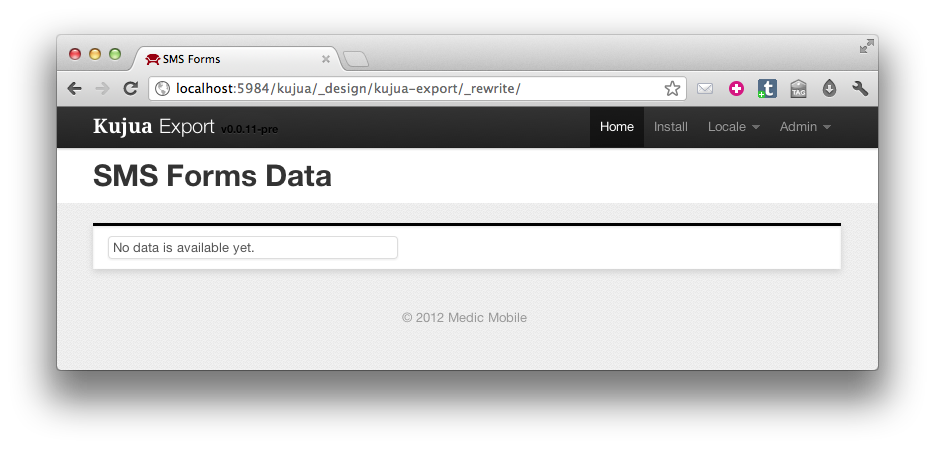 SMS Forms
localhost:5984/kujua/_design/kujua-export/_rewrite/
TAG
Kujua Export v0.0.11-pre Home Install Locale Admin
SMS Forms Data
No data is available yet.
© 2012 Medic Mobile